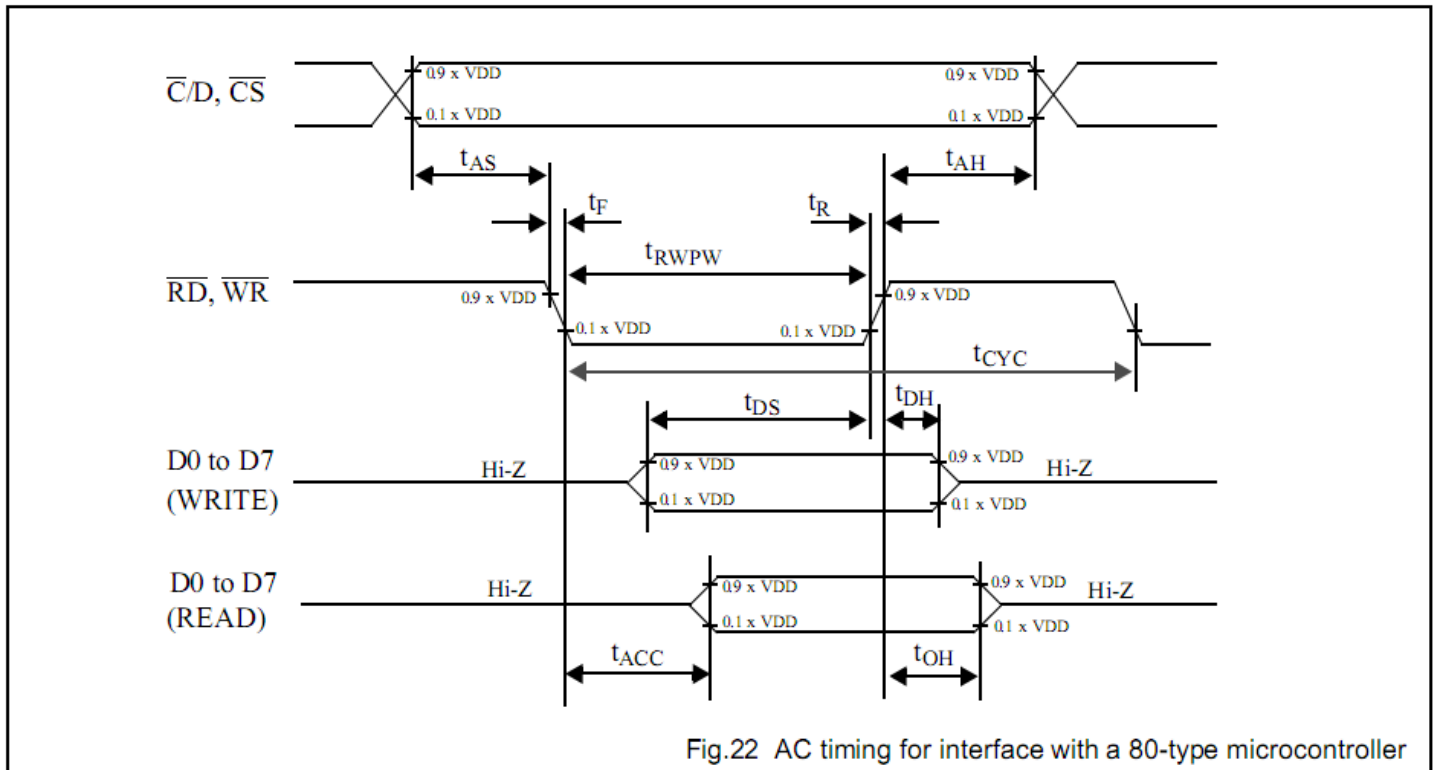 C̅/D, C̅S̅
0.9 x VDD
0.9 x VDD
0.1 x VDD
0.1 x VDD
tAS
tAH
tF
tR
tRWPW
R̅D̅, W̅R̅
0.9 x VDD
0.9 x VDD
0.1 x VDD
0.1 x VDD
tCYC
tDS
tDH
D0 to D7
(WRITE)
Hi-Z
0.9 x VDD
0.9 x VDD
Hi-Z
0.1 x VDD
0.1 x VDD
D0 to D7
(READ)
Hi-Z
0.9 x VDD
0.9 x VDD
Hi-Z
0.1 x VDD
0.1 x VDD
tACC
tOH
Fig.22 AC timing for interface with a 80-type microcontroller